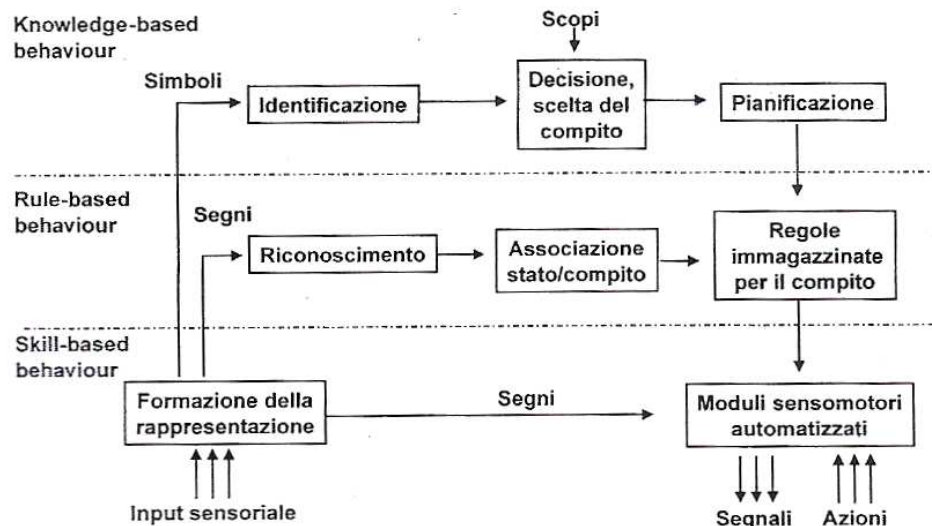 Knowledge-based
behaviour
Scopi
Simboli
Identificazione
Decisione,
scelta del
compito
Pianificazione
Rule-based
behaviour
Segni
Riconoscimento
Associazione
stato/compito
Regole
immagazzinate
per il compito
Skill-based
behaviour
Formazione della
rappresentazione
Segni
Moduli sensomotori
automatizzati
Input sensoriale
Segnali
Azioni